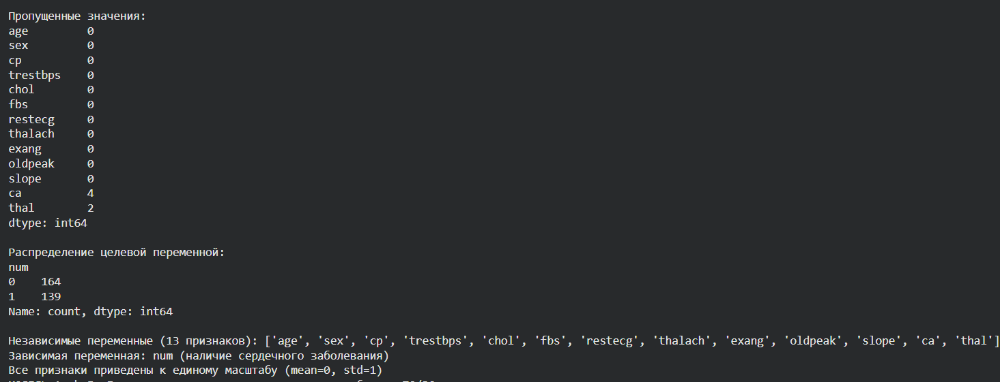 Пропущенные значения:
age 0
sex 0
cp 0
trestbps 0
chol 0
fbs 0
restecg 0
thalach 0
exang 0
oldpeak 0
slope 0
ca 4
thal 2
dtype: int64
Распределение целевой переменной:
num
0 164
1 139
Name: count, dtype: int64
Независимые переменные (13 признаков): ['age', 'sex', 'cp', 'trestbps', 'chol', 'fbs', 'restecg', 'thalach', 'exang', 'oldpeak', 'slope', 'ca', 'thal']
Зависимая переменная: num (наличие сердечного заболевания)
Все признаки приведены к единому масштабу (mean=0, std=1)